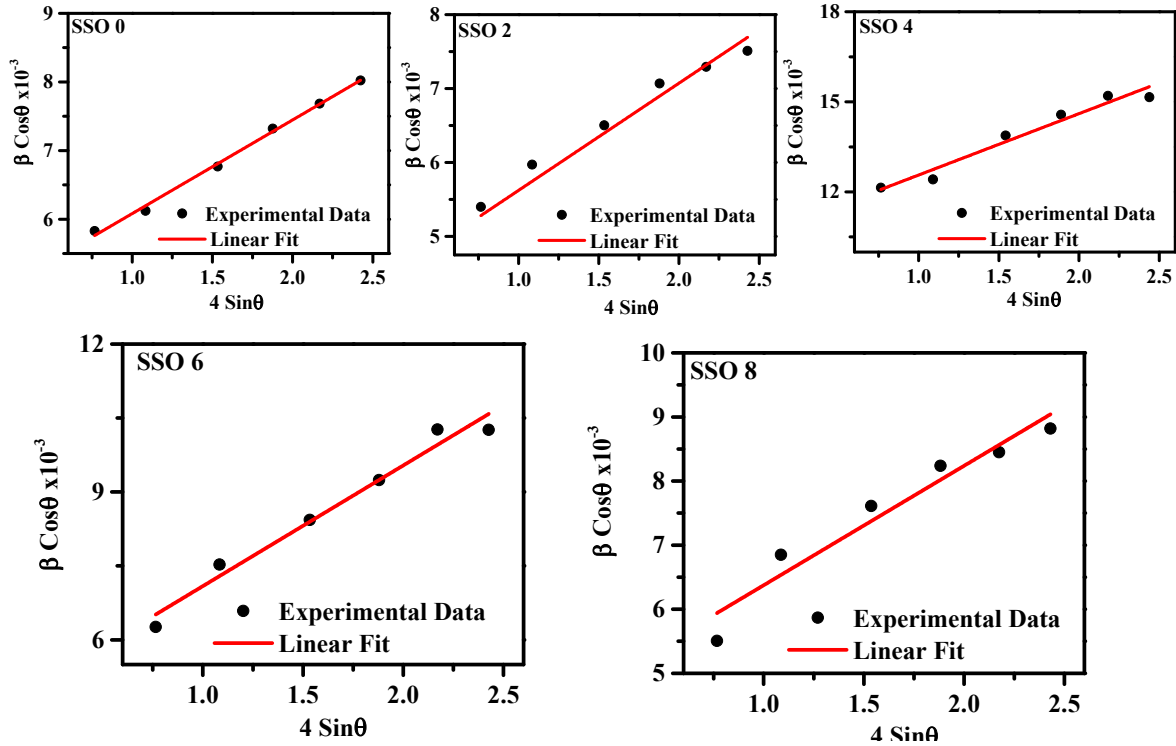 SSO 0
9
8
7
6
β Cosθ x10⁻³
Experimental Data
Linear Fit
1.0 1.5 2.0 2.5
4 Sinθ
SSO 2
8
7
6
5
β Cosθ x10⁻³
Experimental Data
Linear Fit
1.0 1.5 2.0 2.5
4 Sinθ
SSO 4
18
15
12
β Cosθ x10⁻³
Experimental Data
Linear Fit
1.0 1.5 2.0 2.5
4 Sinθ
SSO 6
12
9
6
β Cosθ x10⁻³
Experimental Data
Linear Fit
1.0 1.5 2.0 2.5
4 Sinθ
SSO 8
10
9
8
7
6
5
β Cosθ x10⁻³
Experimental Data
Linear Fit
1.0 1.5 2.0 2.5
4 Sinθ